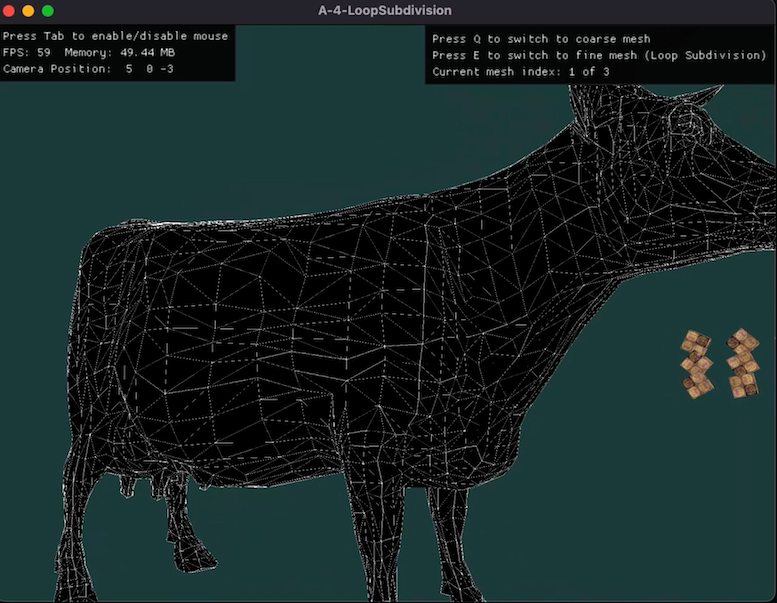 A-4-LoopSubdivision
Press Tab to enable/disable mouse
FPS: 59  Memory: 49.44 MB
Camera Position:  5  0 -3
Press Q to switch to coarse mesh
Press E to switch to fine mesh (Loop Subdivision)
Current mesh index: 1 of 3